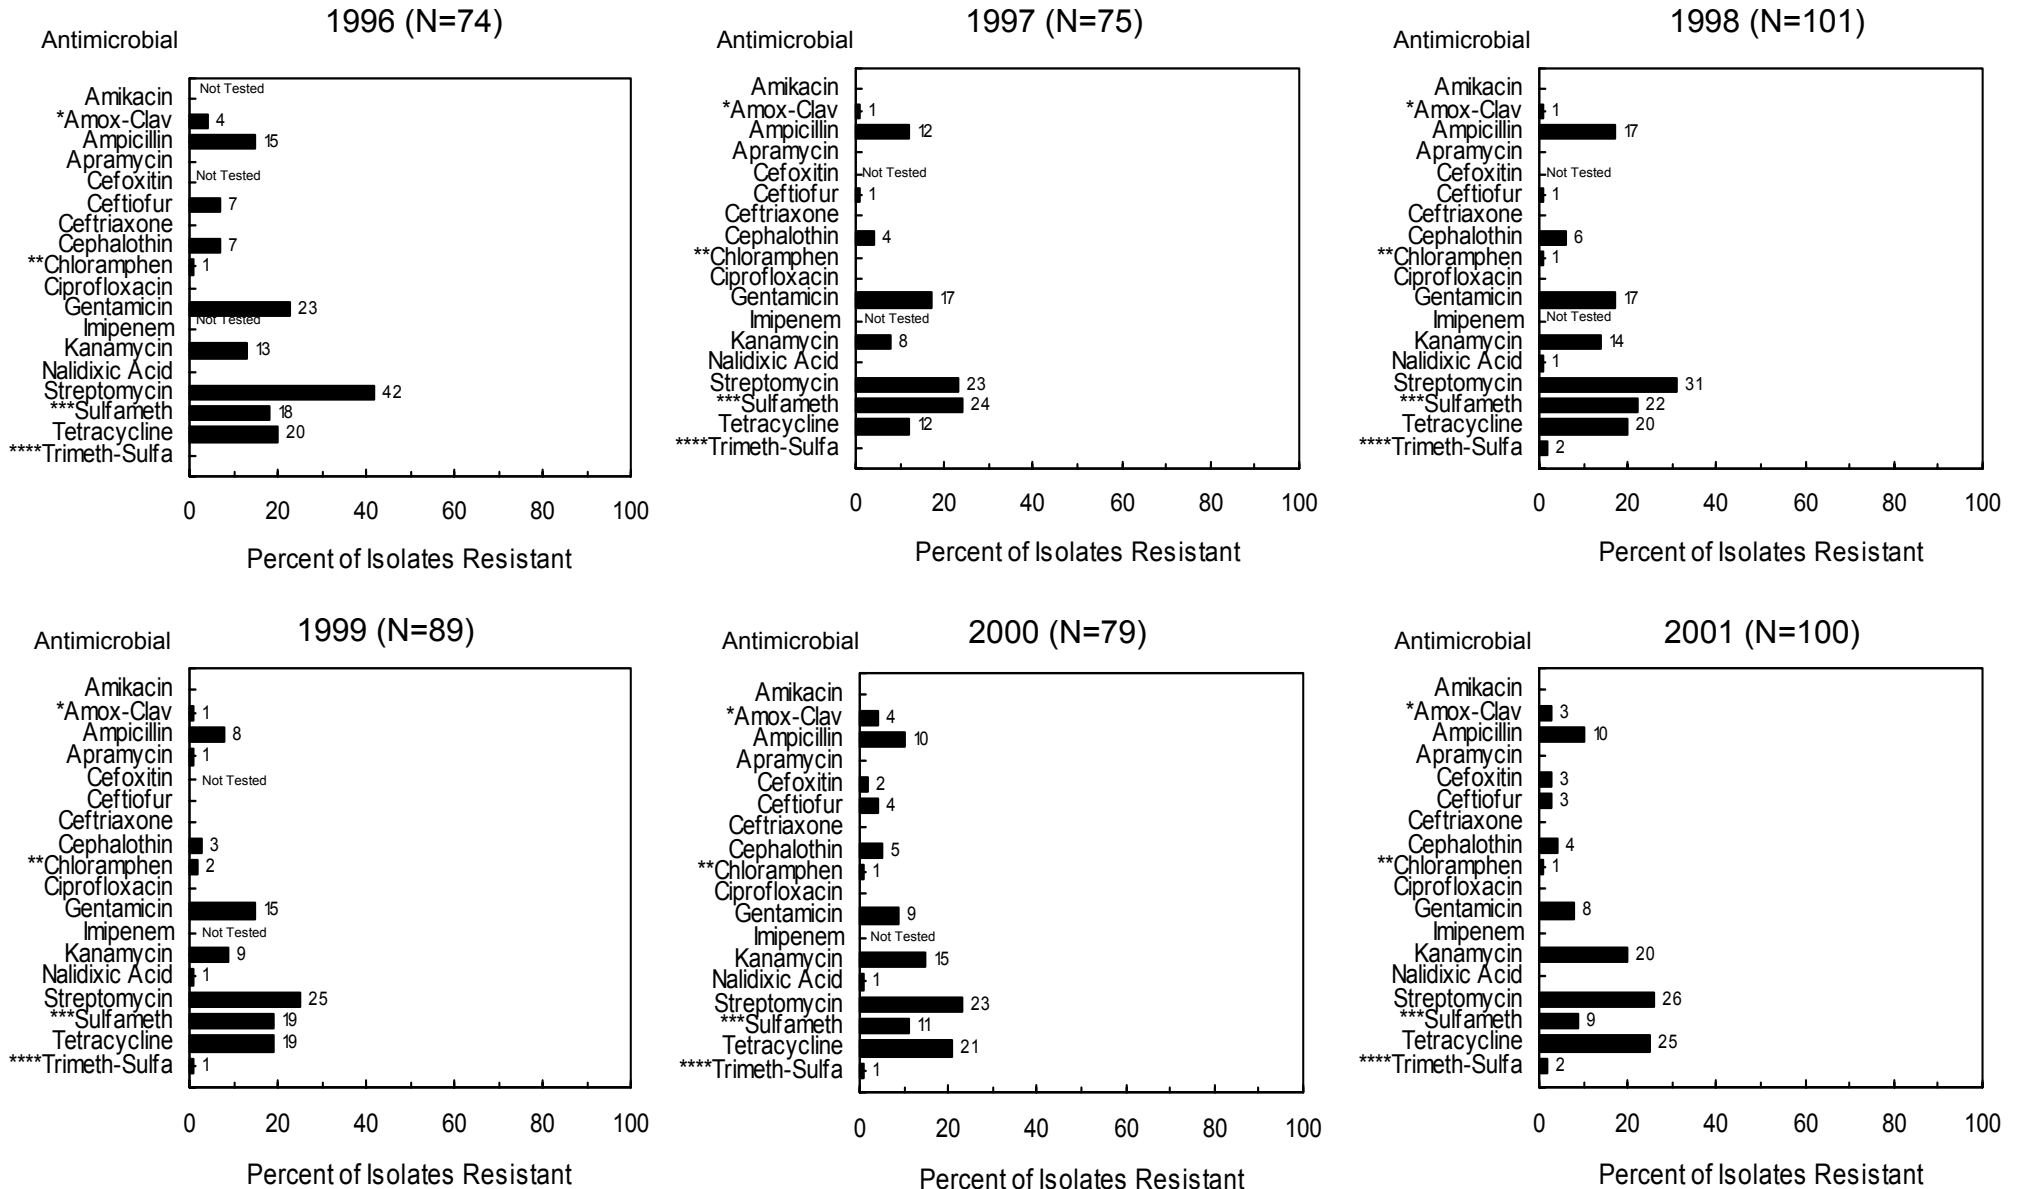 1996 (N=74)
Antimicrobial
Amikacin Not Tested
*Amox-Clav 4
Ampicillin 15
Apramycin
Cefoxitin Not Tested
Ceftiofur 7
Ceftriaxone
Cephalothin 7
**Chloramphen 1
Ciprofloxacin
Gentamicin 23
Imipenem Not Tested
Kanamycin 13
Nalidixic Acid
Streptomycin 42
***Sulfameth 18
Tetracycline 20
****Trimeth-Sulfa
0 20 40 60 80 100
Percent of Isolates Resistant
1997 (N=75)
Antimicrobial
Amikacin
*Amox-Clav 1
Ampicillin 12
Apramycin
Cefoxitin Not Tested
Ceftiofur 1
Ceftriaxone
Cephalothin 4
**Chloramphen
Ciprofloxacin
Gentamicin 17
Imipenem Not Tested
Kanamycin 8
Nalidixic Acid
Streptomycin 23
***Sulfameth 24
Tetracycline 12
****Trimeth-Sulfa
0 20 40 60 80 100
Percent of Isolates Resistant
1998 (N=101)
Antimicrobial
Amikacin
*Amox-Clav 1
Ampicillin 17
Apramycin
Cefoxitin Not Tested
Ceftiofur 1
Ceftriaxone
Cephalothin 6
**Chloramphen 1
Ciprofloxacin
Gentamicin 17
Imipenem Not Tested
Kanamycin 14
Nalidixic Acid 1
Streptomycin 31
***Sulfameth 22
Tetracycline 20
****Trimeth-Sulfa 2
0 20 40 60 80 100
Percent of Isolates Resistant
1999 (N=89)
Antimicrobial
Amikacin
*Amox-Clav 1
Ampicillin 8
Apramycin 1
Cefoxitin Not Tested
Ceftiofur
Ceftriaxone
Cephalothin 3
**Chloramphen 2
Ciprofloxacin
Gentamicin 15
Imipenem Not Tested
Kanamycin 9
Nalidixic Acid 1
Streptomycin 25
***Sulfameth 19
Tetracycline 19
****Trimeth-Sulfa 1
0 20 40 60 80 100
Percent of Isolates Resistant
2000 (N=79)
Antimicrobial
Amikacin
*Amox-Clav 4
Ampicillin 10
Apramycin
Cefoxitin 2
Ceftiofur 4
Ceftriaxone
Cephalothin 5
**Chloramphen 1
Ciprofloxacin
Gentamicin 9
Imipenem Not Tested
Kanamycin 15
Nalidixic Acid 1
Streptomycin 23
***Sulfameth 11
Tetracycline 21
****Trimeth-Sulfa 1
0 20 40 60 80 100
Percent of Isolates Resistant
2001 (N=100)
Antimicrobial
Amikacin
*Amox-Clav 3
Ampicillin 10
Apramycin
Cefoxitin 3
Ceftiofur 3
Ceftriaxone
Cephalothin 4
**Chloramphen 1
Ciprofloxacin
Gentamicin 8
Imipenem
Kanamycin 20
Nalidixic Acid
Streptomycin 26
***Sulfameth 9
Tetracycline 25
****Trimeth-Sulfa 2
0 20 40 60 80 100
Percent of Isolates Resistant